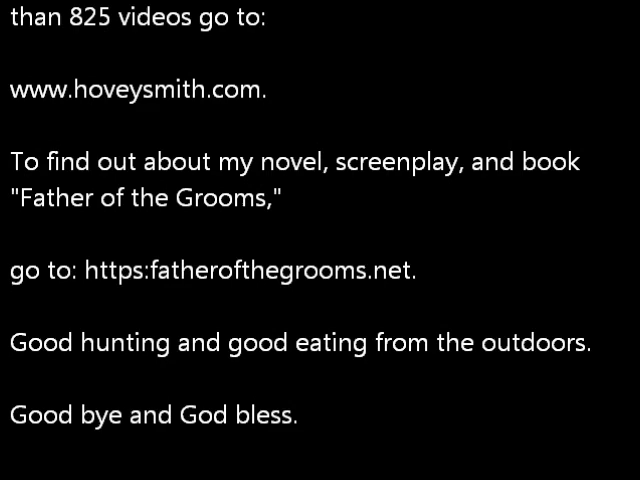 than 825 videos go to:
www.hoveysmith.com.
To find out about my novel, screenplay, and book
"Father of the Grooms,"
go to: https:fatherofthegrooms.net.
Good hunting and good eating from the outdoors.
Good bye and God bless.